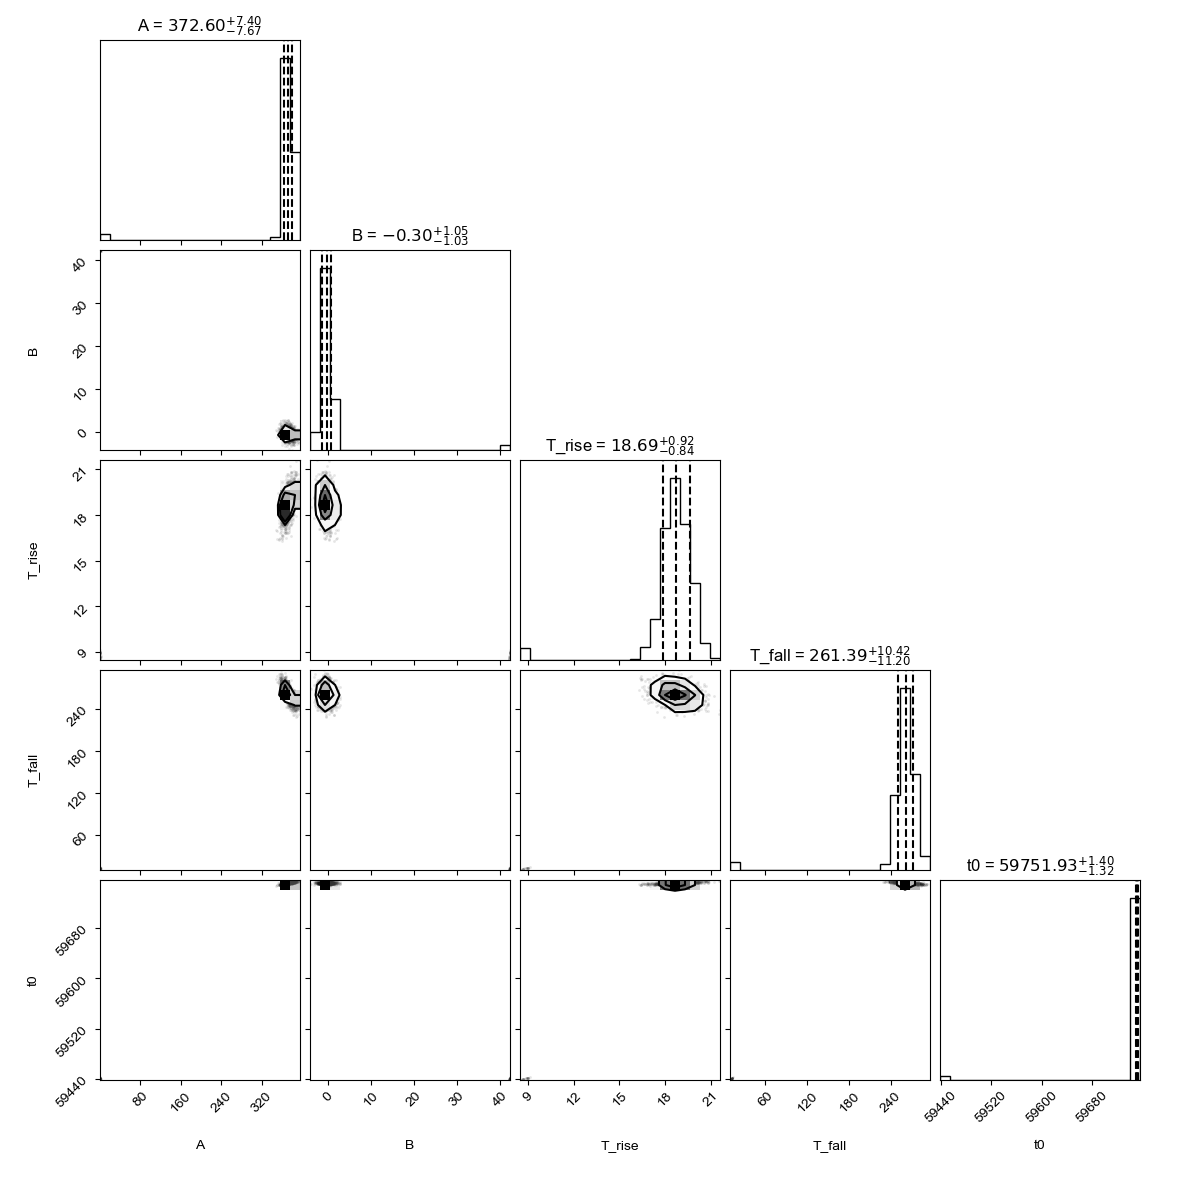 A = 372.60+7.40 −7.67
B = −0.30+1.05 −1.03
40
30
20
10
0
B
T_rise = 18.69+0.92 −0.84
21
18
15
12
9
T_rise
T_fall = 261.39+10.42 −11.20
240
180
120
60
T_fall
t0 = 59751.93+1.40 −1.32
59680
59600
59520
59440
t0
80 160 240 320 0 10 20 30 40 9 12 15 18 21 60 120 180 240 59440 59520 59600 59680
A B T_rise T_fall t0